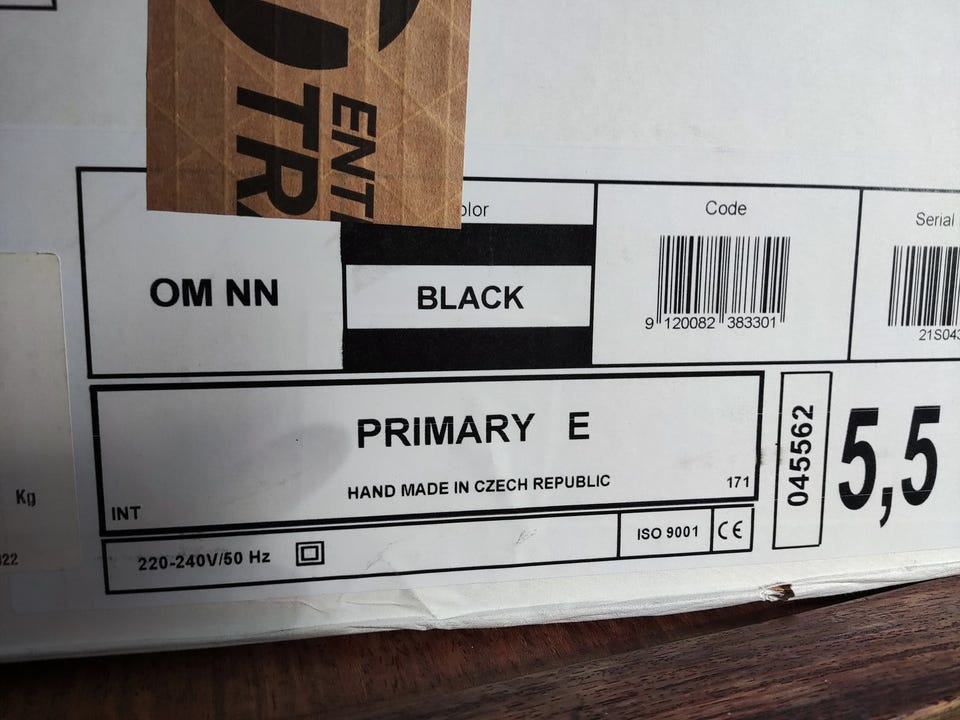 ENT
TR
Code
Serial
OM NN
BLACK
9 120082 383301
21S043
PRIMARY E
HAND MADE IN CZECH REPUBLIC
171
INT
045562
5,5
Kg
220-240V/50 Hz
ISO 9001
CE